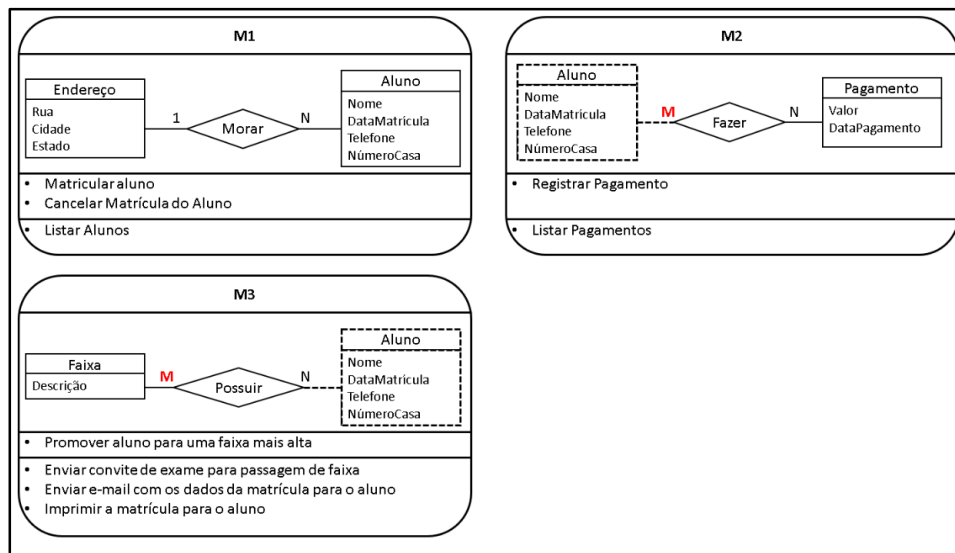 M1
Endereço
Rua
Cidade
Estado
1
Morar
N
Aluno
Nome
DataMatricula
Telefone
NúmeroCasa
• Matricular aluno
• Cancelar Matrícula do Aluno
• Listar Alunos
M2
Aluno
Nome
DataMatricula
Telefone
NúmeroCasa
M
Fazer
N
Pagamento
Valor
DataPagamento
• Registrar Pagamento
• Listar Pagamentos
M3
Faixa
Descrição
M
Possuir
N
Aluno
Nome
DataMatrícula
Telefone
NúmeroCasa
• Promover aluno para uma faixa mais alta
• Enviar convite de exame para passagem de faixa
• Enviar e-mail com os dados da matrícula para o aluno
• Imprimir a matrícula para o aluno